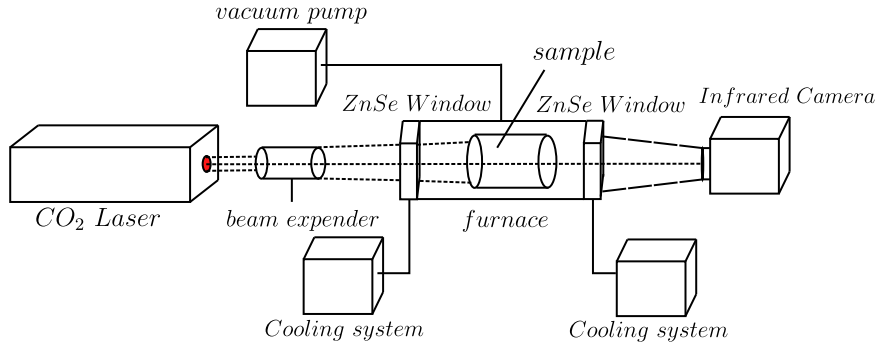 vacuum pump
sample
ZnSe Window
ZnSe Window
Infrared Camera
CO₂ Laser
beam expender
furnace
Cooling system
Cooling system